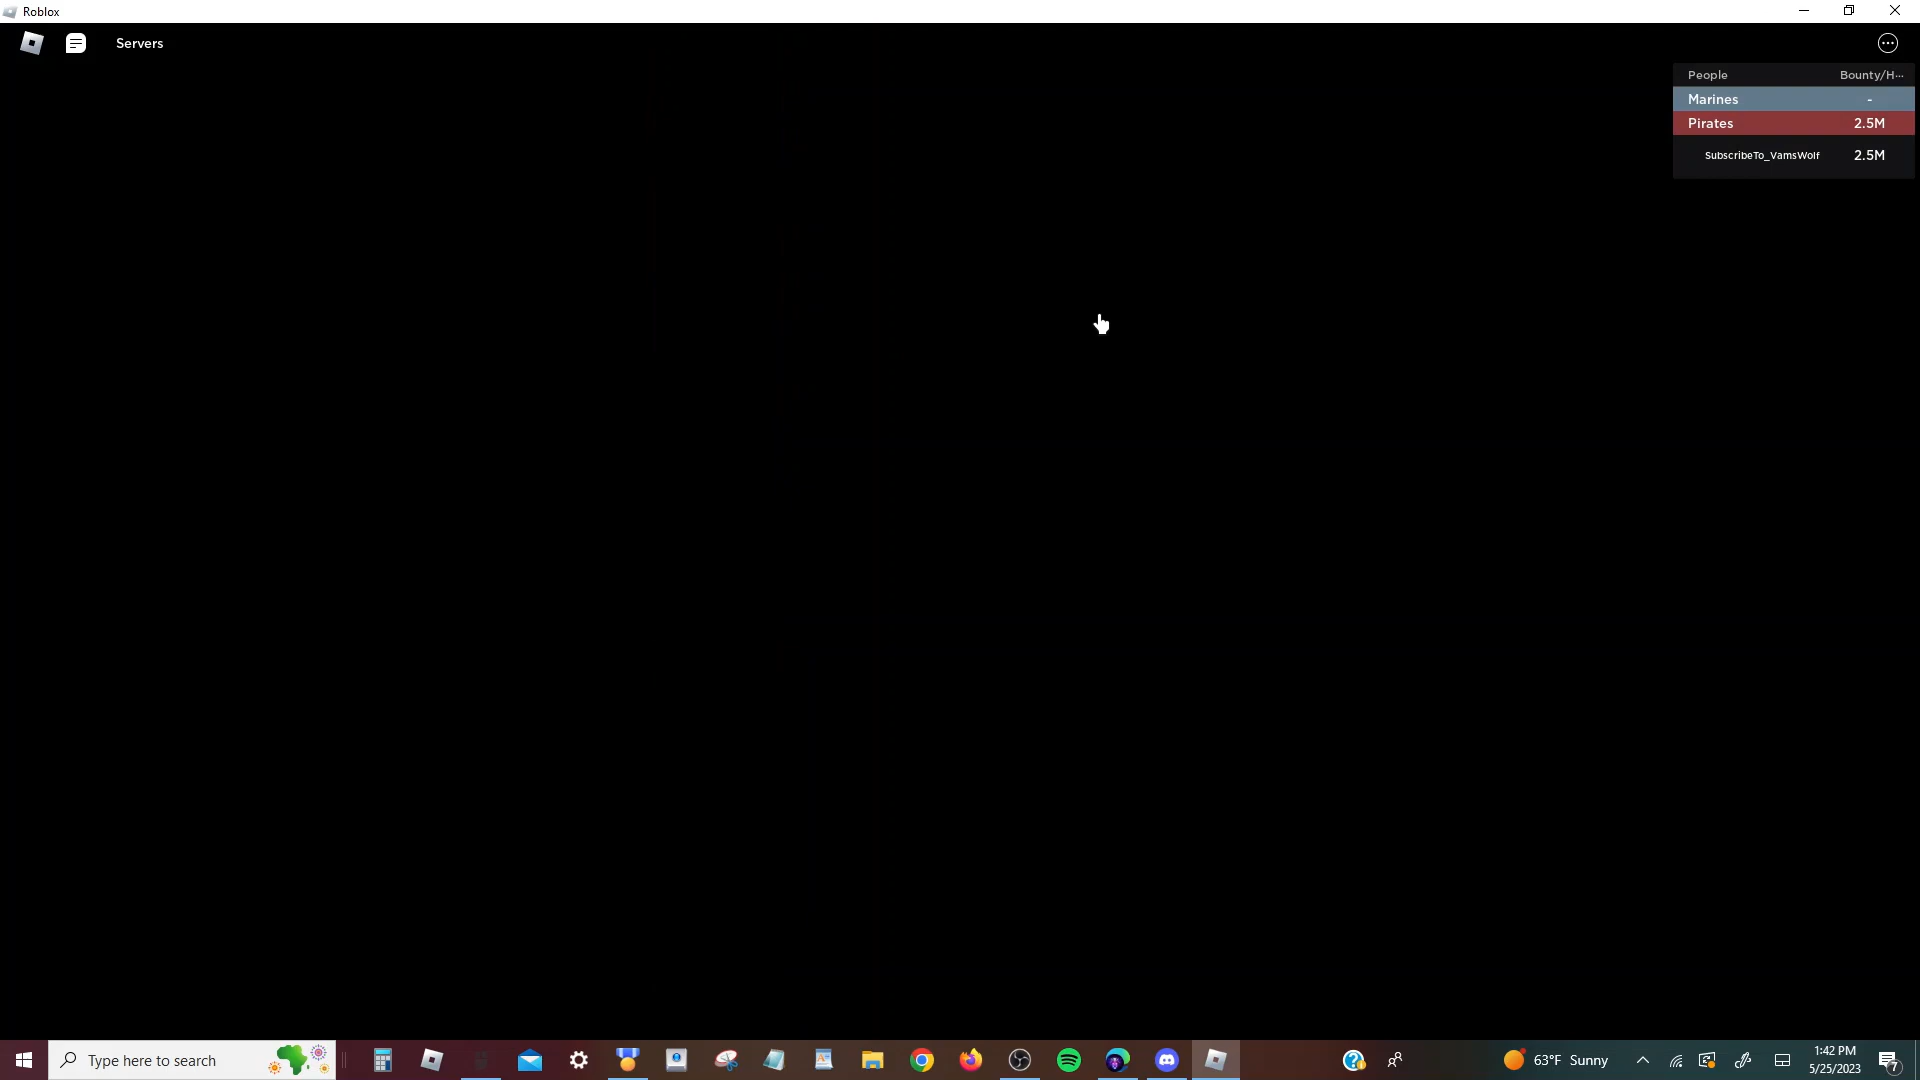 Roblox
Servers
People Bounty/H...
Marines -
Pirates 2.5M
SubscribeTo_VamsWolf 2.5M
Type here to search
63°F Sunny
1:42 PM
5/25/2023
7